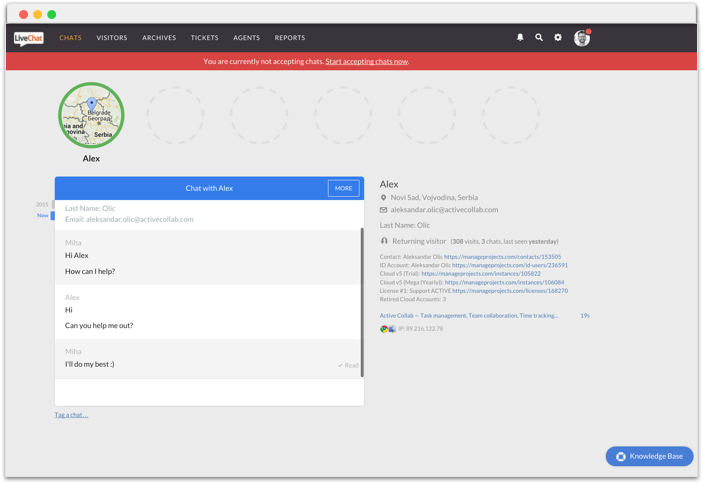 LiveChat
CHATS VISITORS ARCHIVES TICKETS AGENTS REPORTS
You are currently not accepting chats. Start accepting chats now.
Belgrade
Београд
nia and
govina
Serbia
Alex
2015
Now
Chat with Alex
MORE
Last Name: Olic
Email: aleksandar.olic@activecollab.com
Miha
Hi Alex
How can I help?
Alex
Hi
Can you help me out?
Miha
I'll do my best :)
✓ Read
Tag a chat...
Alex
Novi Sad, Vojvodina, Serbia
aleksandar.olic@activecollab.com
Last Name: Olic
Returning visitor (308 visits, 3 chats, last seen yesterday)
Contact: Aleksandar Olic https://manageprojects.com/contacts/153505
ID Account: Aleksandar Olic https://manageprojects.com/id-users/236591
Cloud v5 (Trial): https://manageprojects.com/instances/105822
Cloud v5 (Mega (Yearly)): https://manageprojects.com/instances/106084
License #1: Support ACTIVE https://manageprojects.com/licenses/168270
Retired Cloud Accounts: 3
Active Collab — Task management, Team collaboration, Time tracking... 19s
IP: 89.216.122.78
Knowledge Base